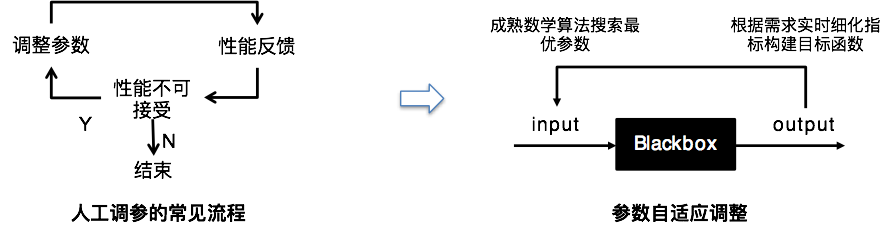 调整参数
性能反馈
性能不可
接受
Y
N
结束
人工调参的常见流程
成熟数学算法搜索最
优参数
根据需求实时细化指
标构建目标函数
input
Blackbox
output
参数自适应调整